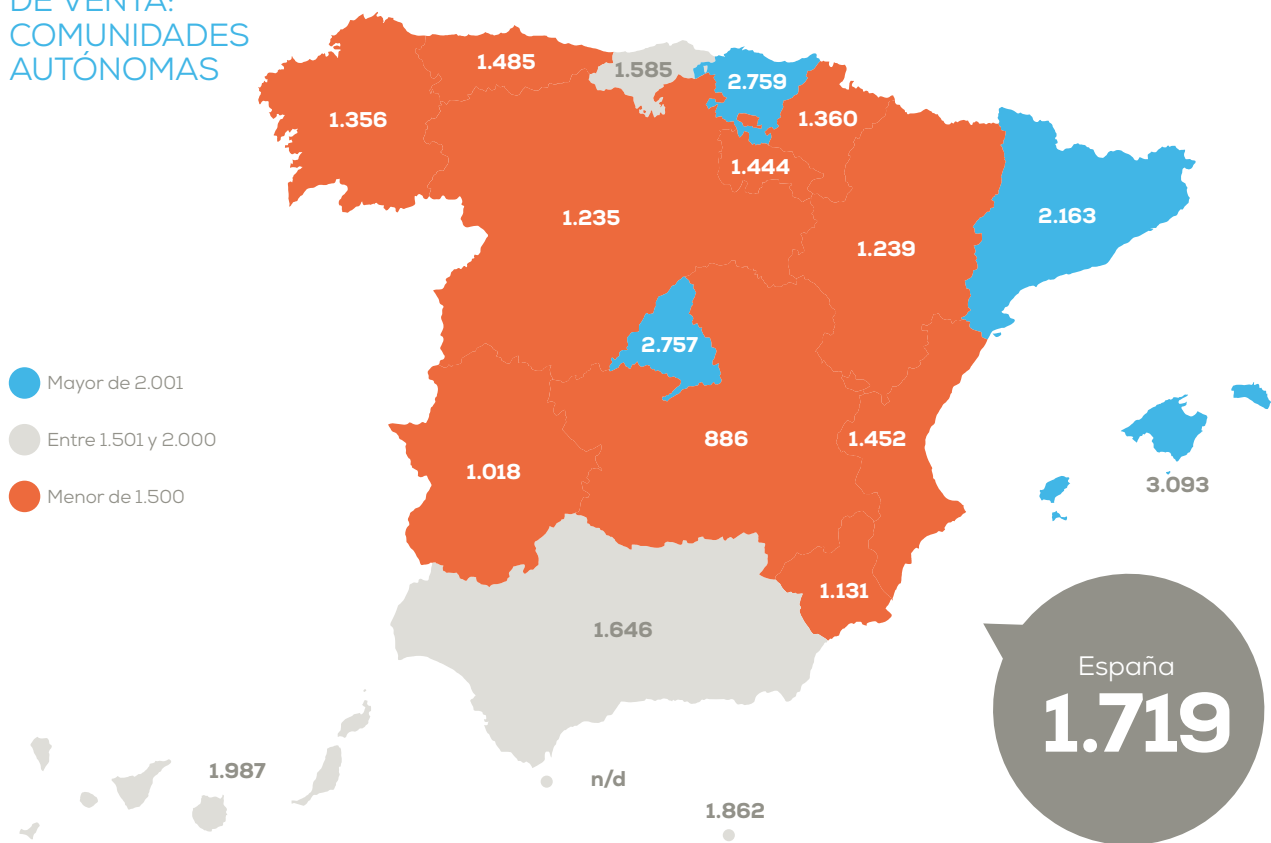 DE VENTA:
COMUNIDADES
AUTÓNOMAS
1.485
1.585
2.759
1.356
1.360
1.444
1.235
2.163
1.239
2.757
Mayor de 2.001
Entre 1.501 y 2.000
Menor de 1.500
886
1.452
1.018
3.093
1.131
1.646
España
1.719
1.987
n/d
1.862